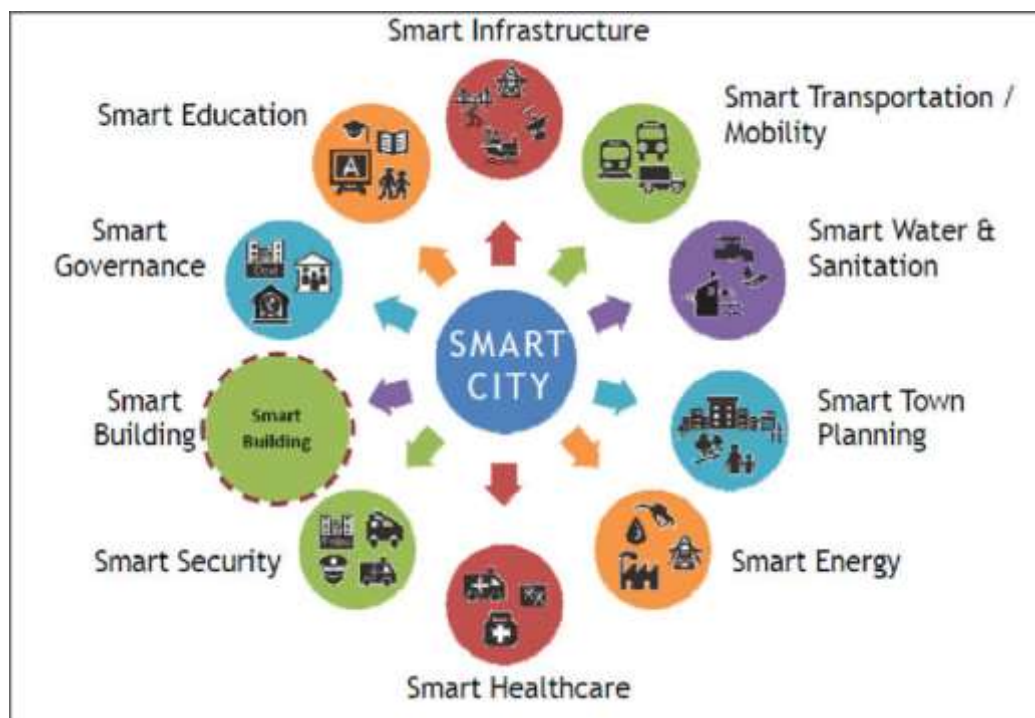 Smart Infrastructure
Smart Education
Smart Transportation /
Mobility
A
Smart
Governance
Smart Water &
Sanitation
SMART
CITY
Smart
Building
Smart
Building
Smart Town
Planning
Smart Security
Smart Energy
Smart Healthcare